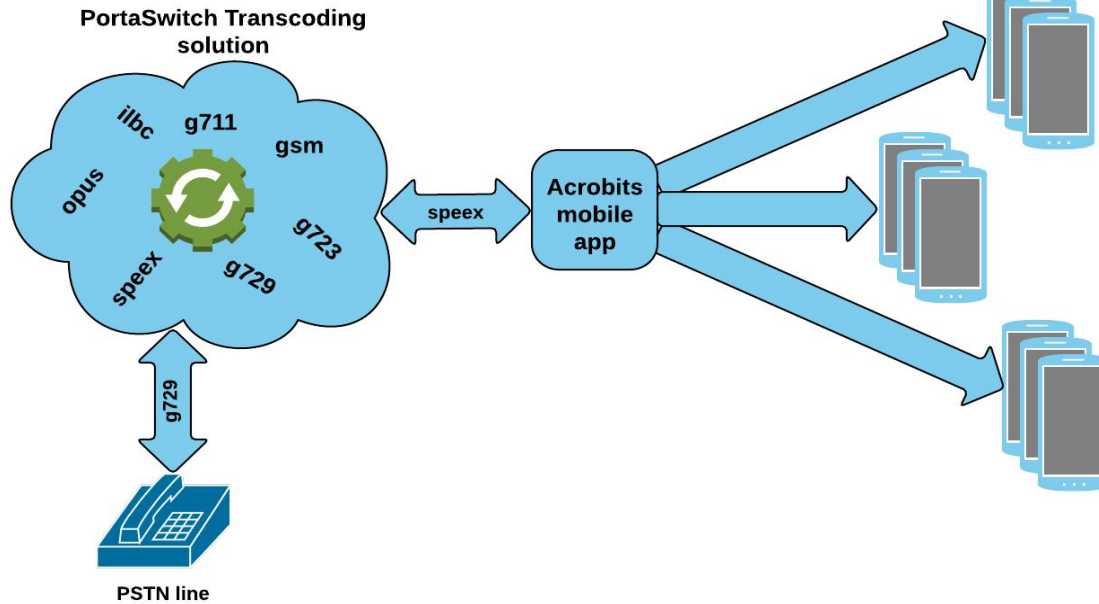 PortaSwitch Transcoding
solution
ilbc
g711
gsm
opus
g723
speex
g729
speex
Acrobits
mobile
app
g729
PSTN line